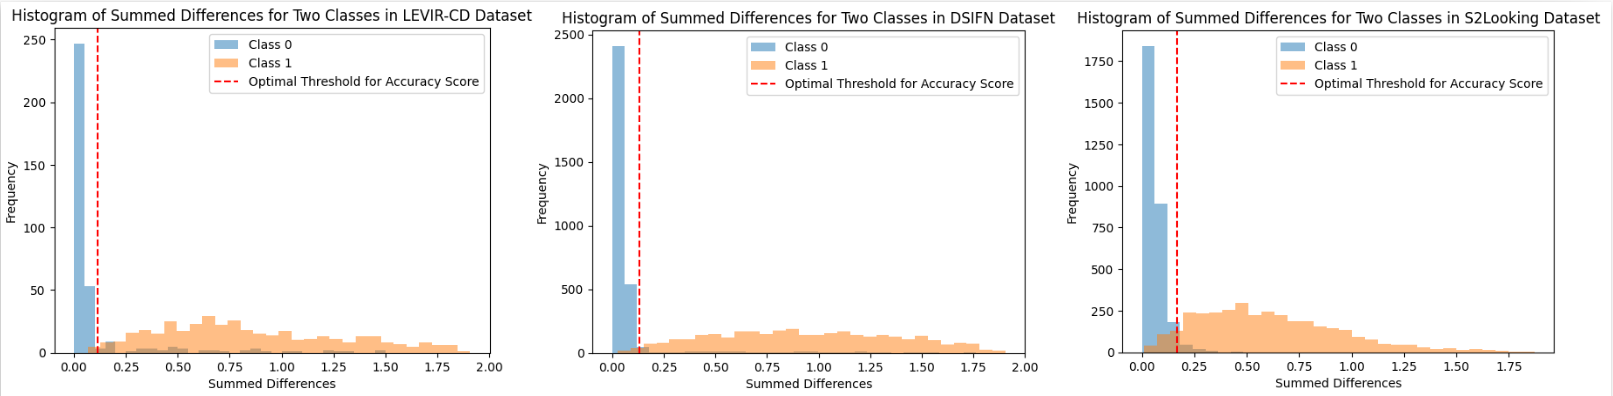 Histogram of Summed Differences for Two Classes in LEVIR-CD Dataset
250
200
150
100
50
0
Frequency
Class 0
Class 1
Optimal Threshold for Accuracy Score
0.00 0.25 0.50 0.75 1.00 1.25 1.50 1.75 2.00
Summed Differences
Histogram of Summed Differences for Two Classes in DSIFN Dataset
2500
2000
1500
1000
500
0
Frequency
Class 0
Class 1
Optimal Threshold for Accuracy Score
0.00 0.25 0.50 0.75 1.00 1.25 1.50 1.75 2.00
Summed Differences
Histogram of Summed Differences for Two Classes in S2Looking Dataset
1750
1500
1250
1000
750
500
250
0
Frequency
Class 0
Class 1
Optimal Threshold for Accuracy Score
0.00 0.25 0.50 0.75 1.00 1.25 1.50 1.75
Summed Differences